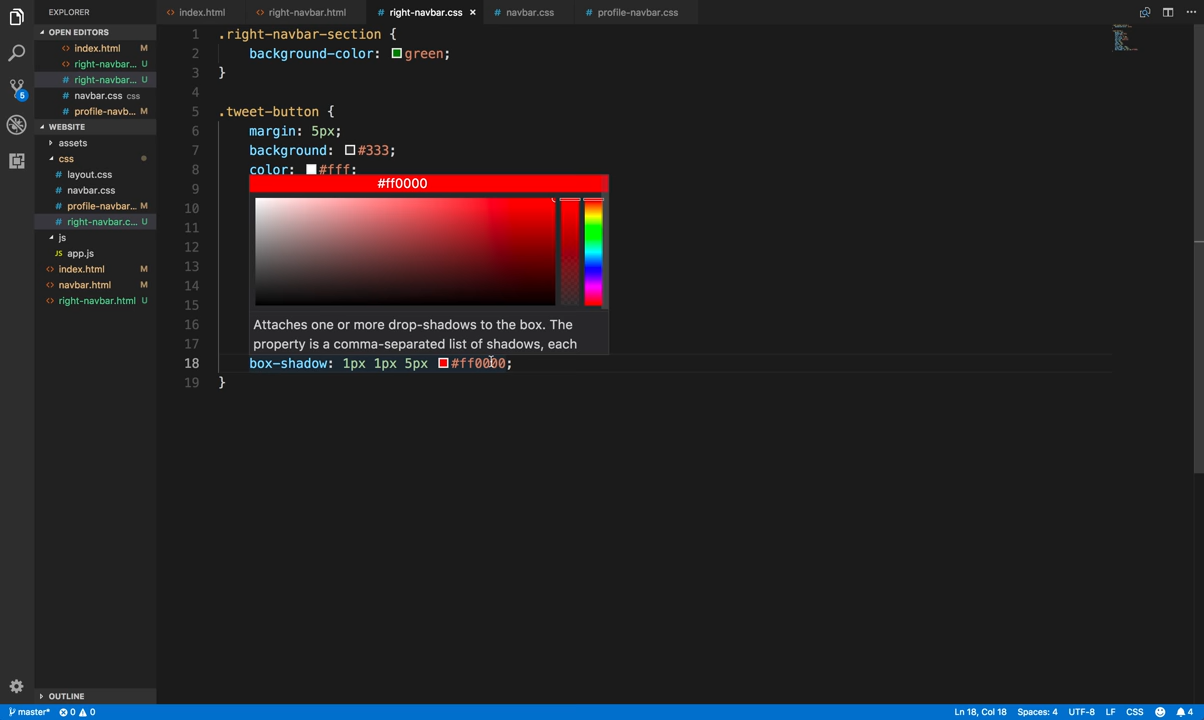 EXPLORER
index.html
right-navbar.html
right-navbar.css
navbar.css
profile-navbar.css
OPEN EDITORS
index.html M
right-navbar... U
right-navbar... U
navbar.css css
profile-navb... M
WEBSITE
assets
css
layout.css
navbar.css
profile-navbar... M
right-navbar.c... U
js
JS app.js
index.html M
navbar.html M
right-navbar.html U
OUTLINE
1 .right-navbar-section {
2 background-color: green;
3 }
4
5 .tweet-button {
6 margin: 5px;
7 background: #333;
8 color: #fff;
9
10
11
12
13
14
15
16
17
18 box-shadow: 1px 1px 5px #ff0000;
19 }
#ff0000
Attaches one or more drop-shadows to the box. The
property is a comma-separated list of shadows, each
5
master* 0 0
Ln 18, Col 18 Spaces: 4 UTF-8 LF CSS 4